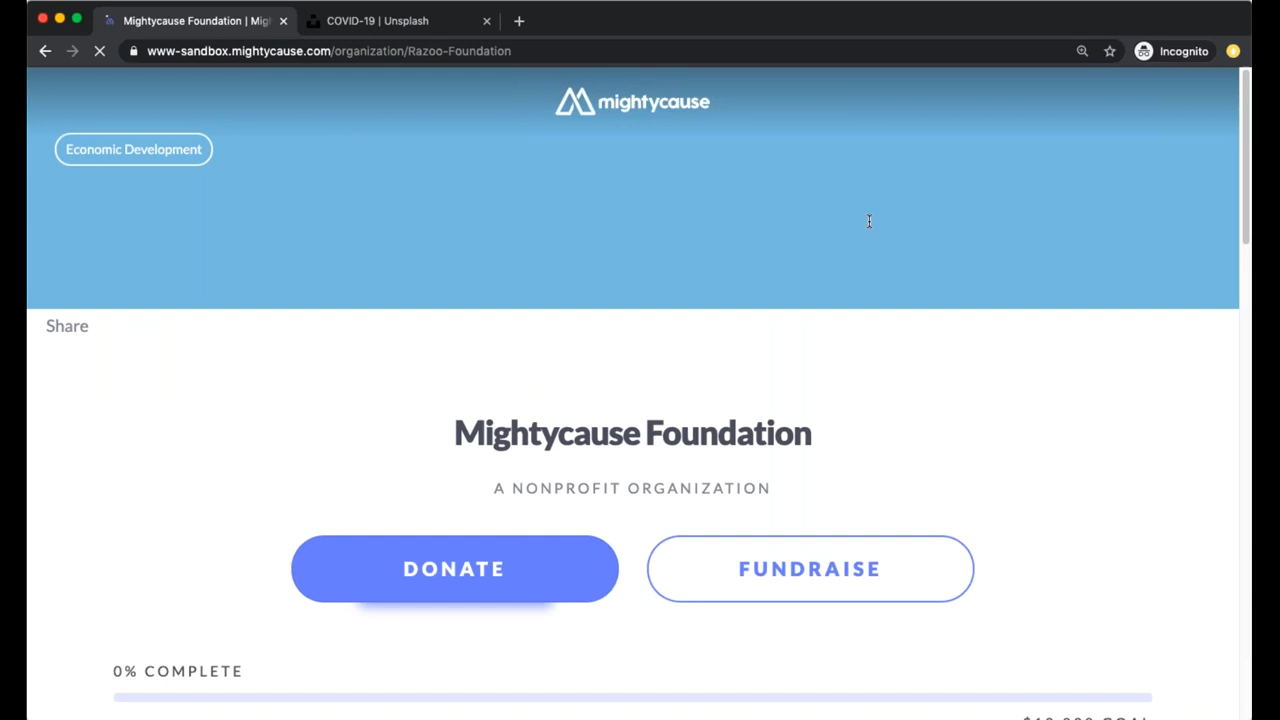 Mightycause Foundation | Mig
COVID-19 | Unsplash
www-sandbox.mightycause.com/organization/Razoo-Foundation
Incognito
mightycause
Economic Development
Share
Mightycause Foundation
A NONPROFIT ORGANIZATION
DONATE
FUNDRAISE
0% COMPLETE